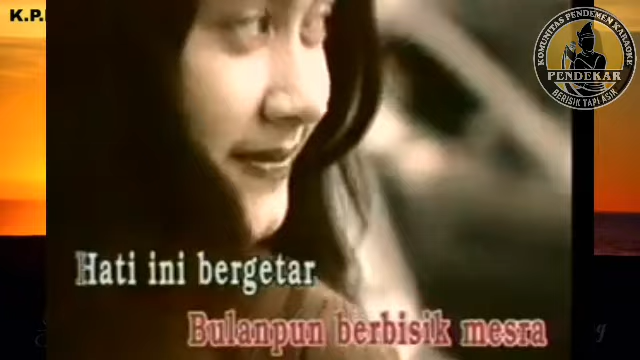 K.P.
KOMUNITAS PENDEMEN KARAOKE
PENDEKAR
BERISIK TAPI ASIK
Hati ini bergetar
Bulanpun berbisik mesra